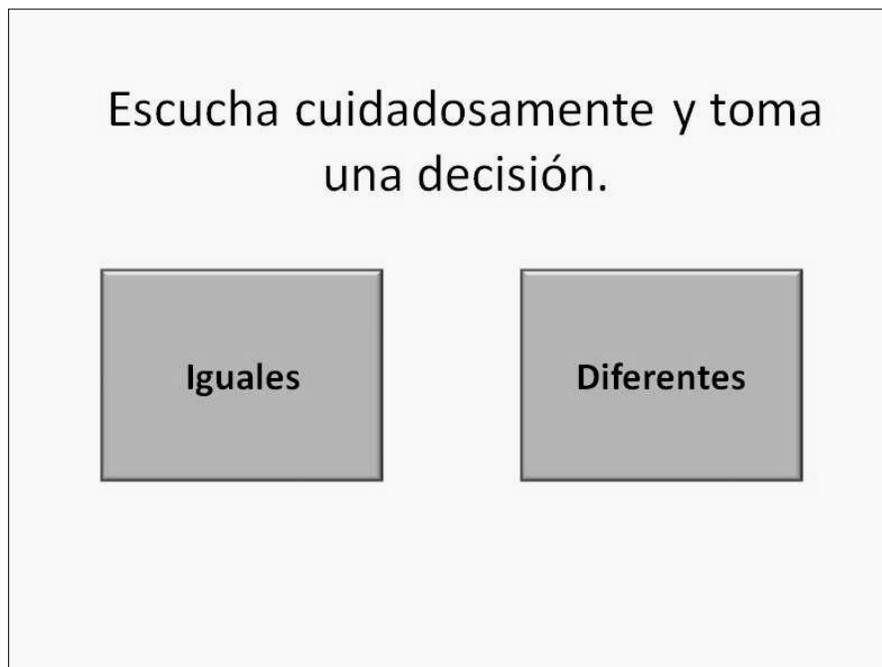 Escucha cuidadosamente y toma
una decisión.
Iguales
Diferentes